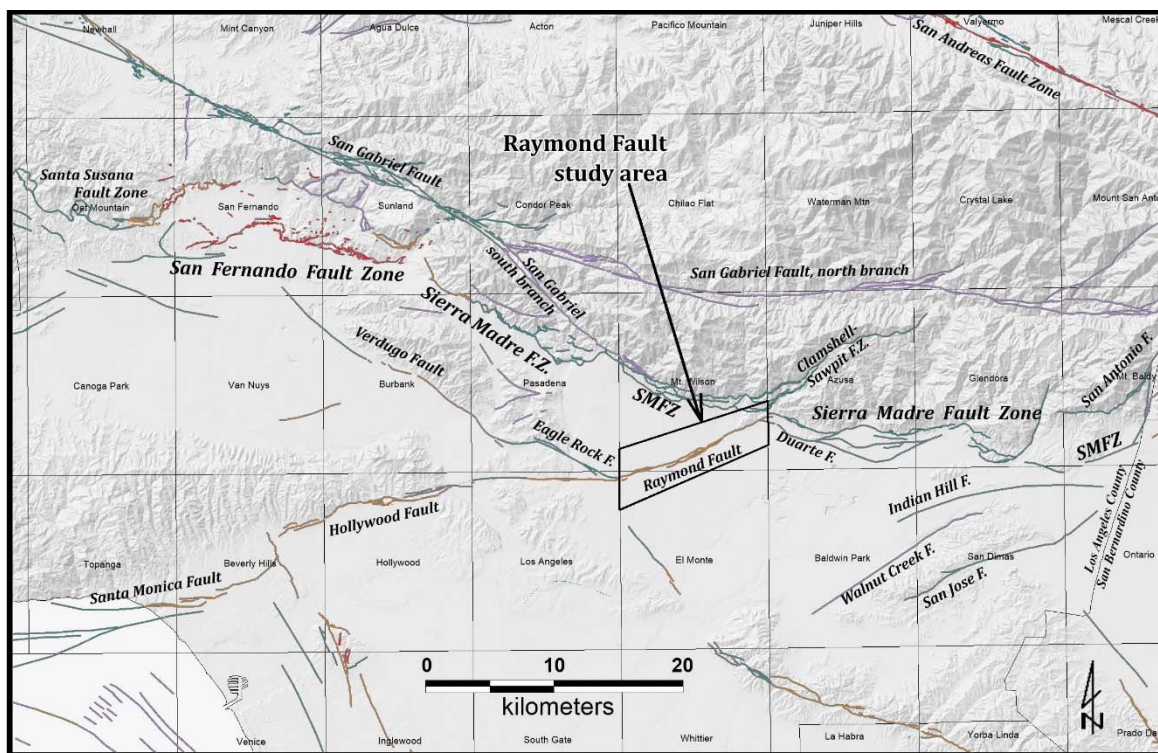 Newhall
Mint Canyon
Agua Dulce
Acton
Pacifico Mountain
Juniper Hills
Valyermo
Mescal Creek
San Andreas Fault Zone
Raymond Fault
study area
San Gabriel Fault
Santa Susana
Fault Zone
Oat Mountain
San Fernando
Sunland
Condor Peak
Chilao Flat
Waterman Mtn
Crystal Lake
Mount San Anto
San Fernando Fault Zone
San Gabriel
south branch
San Gabriel Fault, north branch
Sierra Madre F.Z.
Verdugo Fault
Clamshell-
Sawpit F.Z.
San Antonio F.
Canoga Park
Van Nuys
Burbank
Pasadena
Mt. Wilson
Azusa
Glendora
Mt. Baldy
SMFZ
Sierra Madre Fault Zone
Eagle Rock F.
Raymond Fault
Duarte F.
SMFZ
Hollywood Fault
Indian Hill F.
Los Angeles County
San Bernardino County
Topanga
Beverly Hills
Hollywood
Los Angeles
El Monte
Baldwin Park
San Dimas
Ontario
Santa Monica Fault
Walnut Creek F.
San Jose F.
0 10 20
kilometers
N
Venice
Inglewood
South Gate
Whittier
La Habra
Yorba Linda
Prado Da